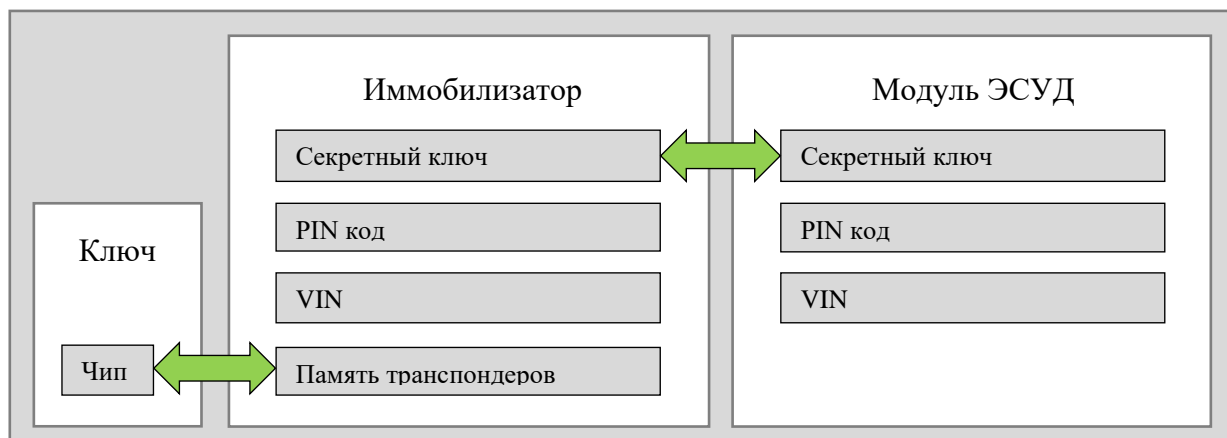 Иммобилизатор
Модуль ЭСУД
Секретный ключ
Секретный ключ
Ключ
PIN код
PIN код
VIN
VIN
Чип
Память транспондеров